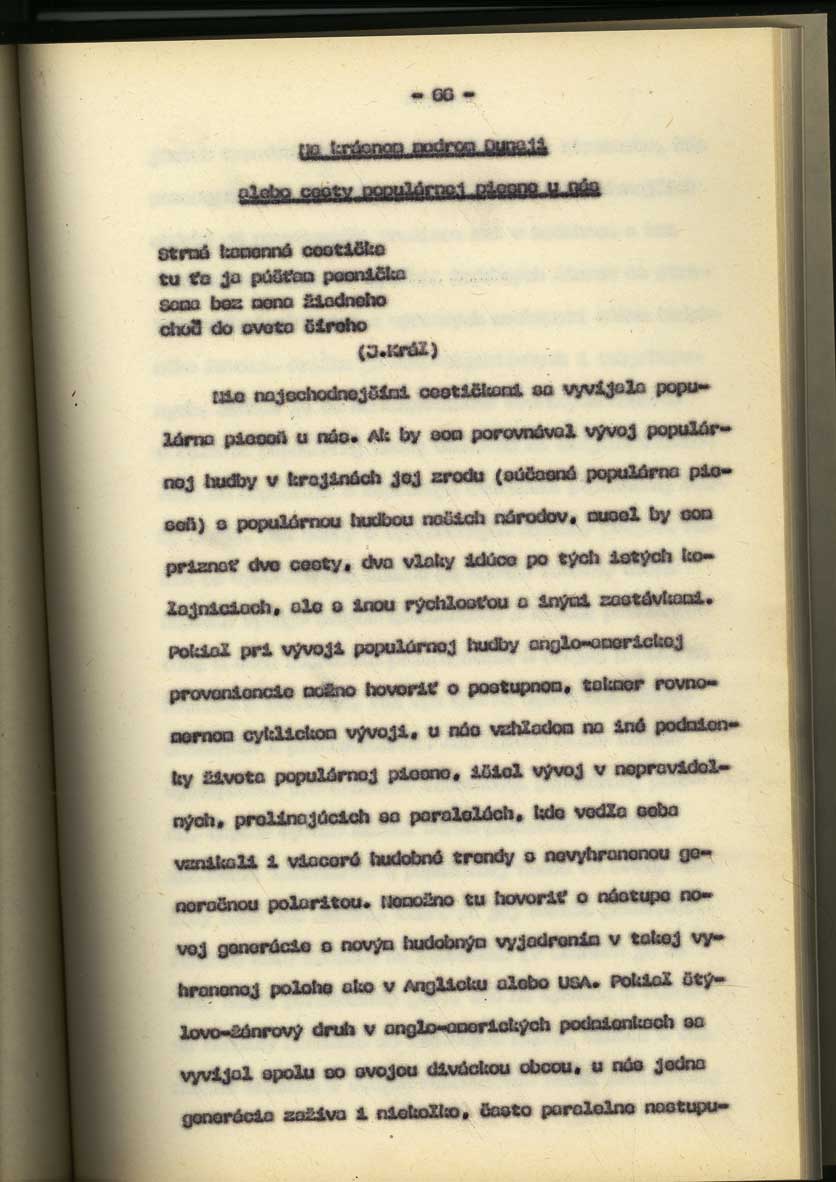 - 66 -
Na krásnom modrom Dunaji
alebo cesty populárnej piesne u nás
Strmá kamenná cestička
tu ťa ja púšťam pesnička
Sama bez mena žiadneho
choď do sveta šíreho
(J.Kráľ)
Nie najschodnejšími cestičkami sa vyvíjala popu-
lárna pieseň u nás. Ak by som porovnával vývoj populár-
nej hudby v krajinách jej zrodu (súčasná populárna pie-
seň) s populárnou hudbou našich národov, musel by som
priznať dve cesty, dva vlaky idúce po tých istých ko-
ľajniciach, ale s inou rýchlosťou a inými zastávkami.
Pokiaľ pri vývoji populárnej hudby anglo-americkej
proveniencie možno hovoriť o postupnom, takmer rovno-
mernom cyklickom vývoji, u nás vzhľadom na iné podmien-
ky života populárnej piesne, išiel vývoj v nepravidel-
ných, prelínajúcich sa paralelách, kde vedľa seba
vznikali i viaceré hudobné trendy s nevyhranenou ge-
neračnou polaritou. Nemožno tu hovoriť o nástupe no-
vej generácie s novým hudobným vyjadrením v takej vy-
hranenej polohe ako v Anglicku alebo USA. Pokiaľ štý-
lovo-žánrový druh v anglo-amerických podmienkach sa
vyvíjal spolu so svojou diváckou obcou, u nás jedna
generácia zažíva i niekoľko, často paralelne nastupu-